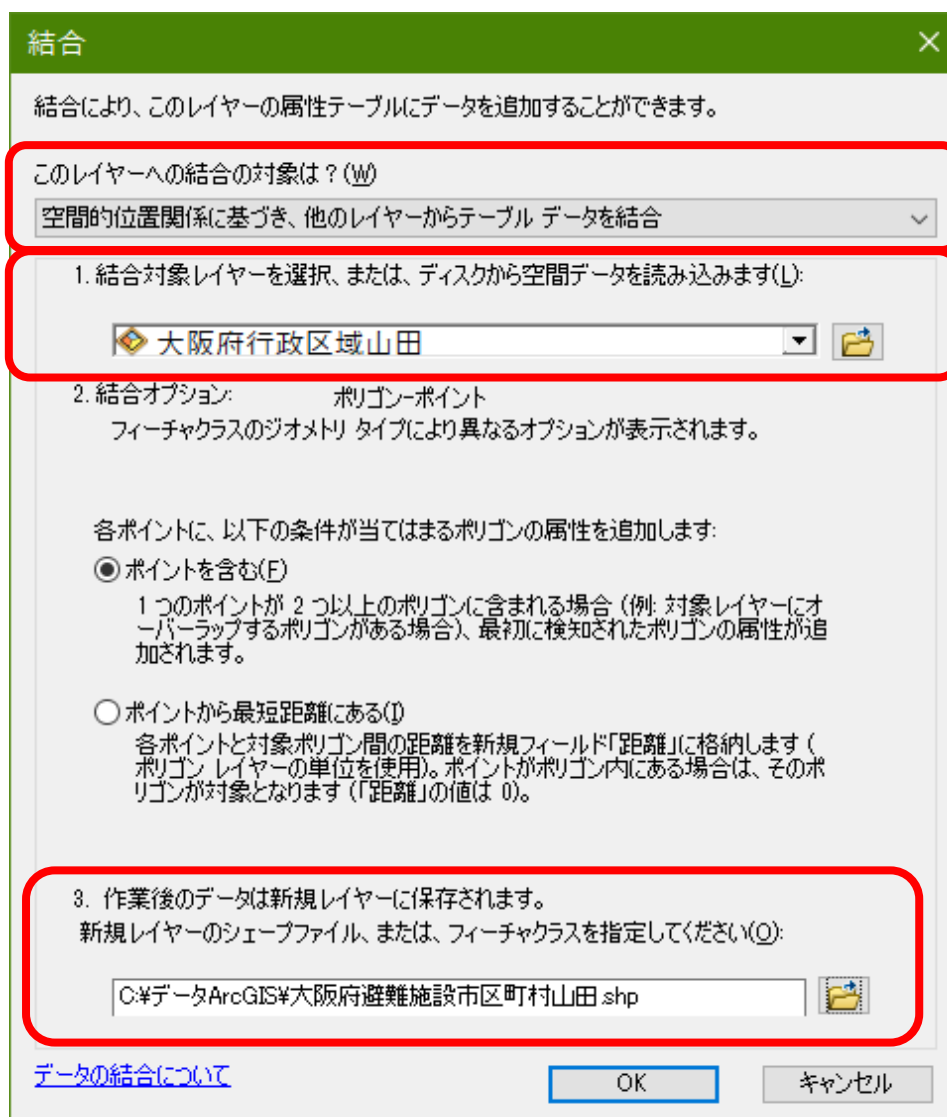 結合
結合により、このレイヤーの属性テーブルにデータを追加することができます。
このレイヤーへの結合の対象は？(W)
空間的位置関係に基づき、他のレイヤーからテーブル データを結合
1. 結合対象レイヤーを選択、または、ディスクから空間データを読み込みます(L):
大阪府行政区域山田
2. 結合オプション: ポリゴン-ポイント
フィーチャクラスのジオメトリ タイプにより異なるオプションが表示されます。
各ポイントに、以下の条件が当てはまるポリゴンの属性を追加します:
ポイントを含む(F)
1 つのポイントが 2 つ以上のポリゴンに含まれる場合 (例: 対象レイヤーにオ
ーバーラップするポリゴンがある場合)、最初に検知されたポリゴンの属性が追
加されます。
ポイントから最短距離にある(I)
各ポイントと対象ポリゴン間の距離を新規フィールド「距離」に格納します (
ポリゴン レイヤーの単位を使用)。ポイントがポリゴン内にある場合は、そのポ
リゴンが対象となります (「距離」の値は 0)。
3. 作業後のデータは新規レイヤーに保存されます。
新規レイヤーのシェープファイル、または、フィーチャクラスを指定してください(O):
C:¥データArcGIS¥大阪府避難施設市区町村山田.shp
データの結合について
OK キャンセル